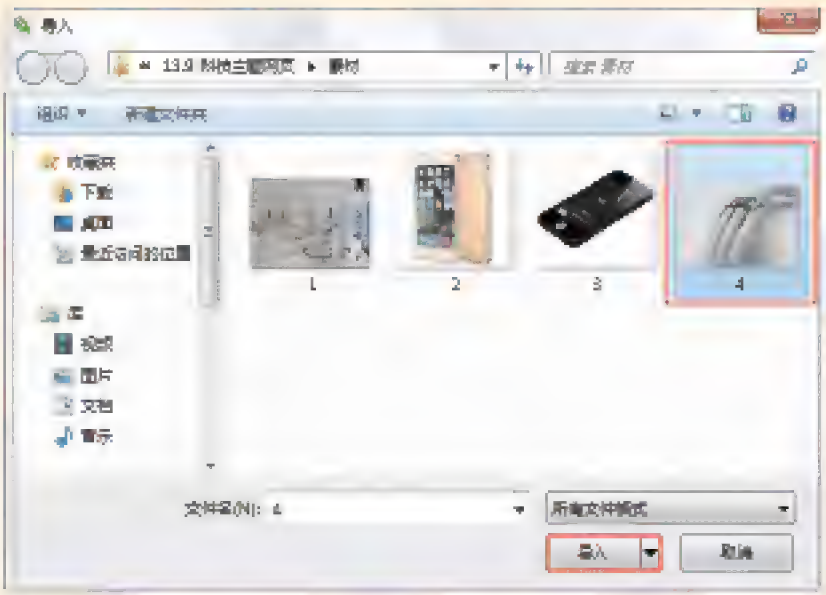 导入
13.9 科技主题网页 ▸ 素材
搜索 素材
组织
新建文件夹
收藏夹
下载
桌面
最近访问的位置
库
视频
图片
文档
音乐
1
2
3
4
文件名(N): 4
所有文件格式
导入
取消